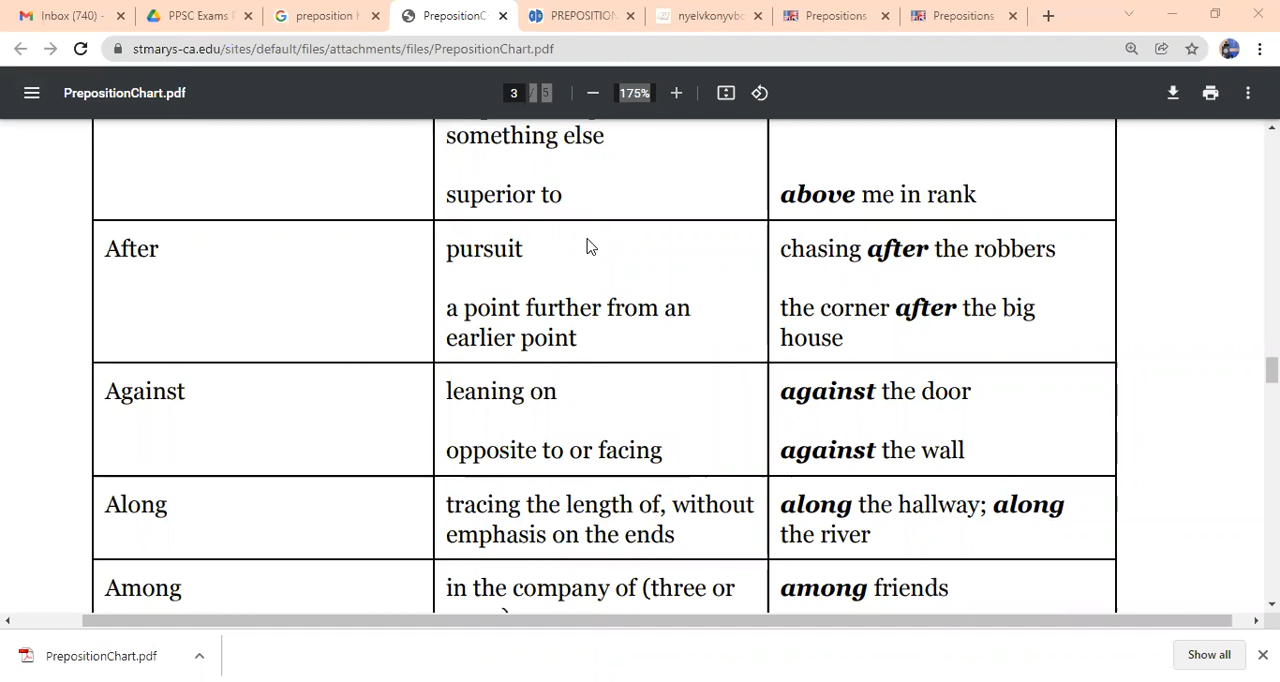 Inbox (740) -
PPSC Exams
preposition
PrepositionC
PREPOSITION
nyelvkonyvbc
Prepositions
Prepositions
stmarys-ca.edu/sites/default/files/attachments/files/PrepositionChart.pdf
PrepositionChart.pdf
3 / 5
175%
something else
superior to
above me in rank
After
pursuit
chasing after the robbers
a point further from an
earlier point
the corner after the big
house
Against
leaning on
against the door
opposite to or facing
against the wall
Along
tracing the length of, without
emphasis on the ends
along the hallway; along
the river
Among
in the company of (three or
among friends
PrepositionChart.pdf
Show all